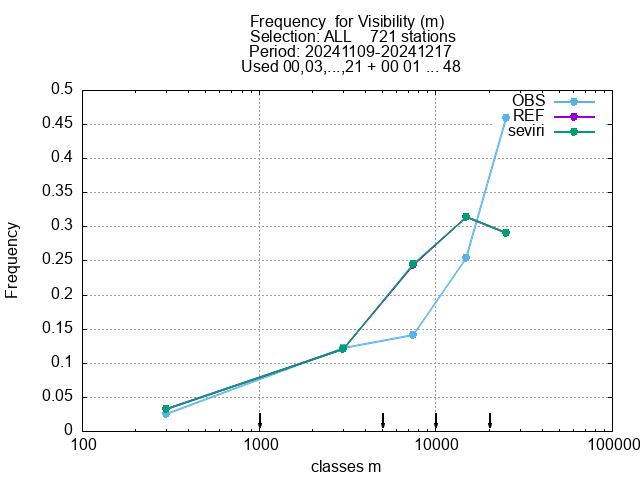 Frequency  for Visibility (m)
Selection: ALL    721 stations
Period: 20241109-20241217
Used 00,03,...,21 + 00 01 ... 48
OBS
REF
seviri
0.5
0.45
0.4
0.35
0.3
0.25
0.2
0.15
0.1
0.05
0
Frequency
100 1000 10000 100000
classes m